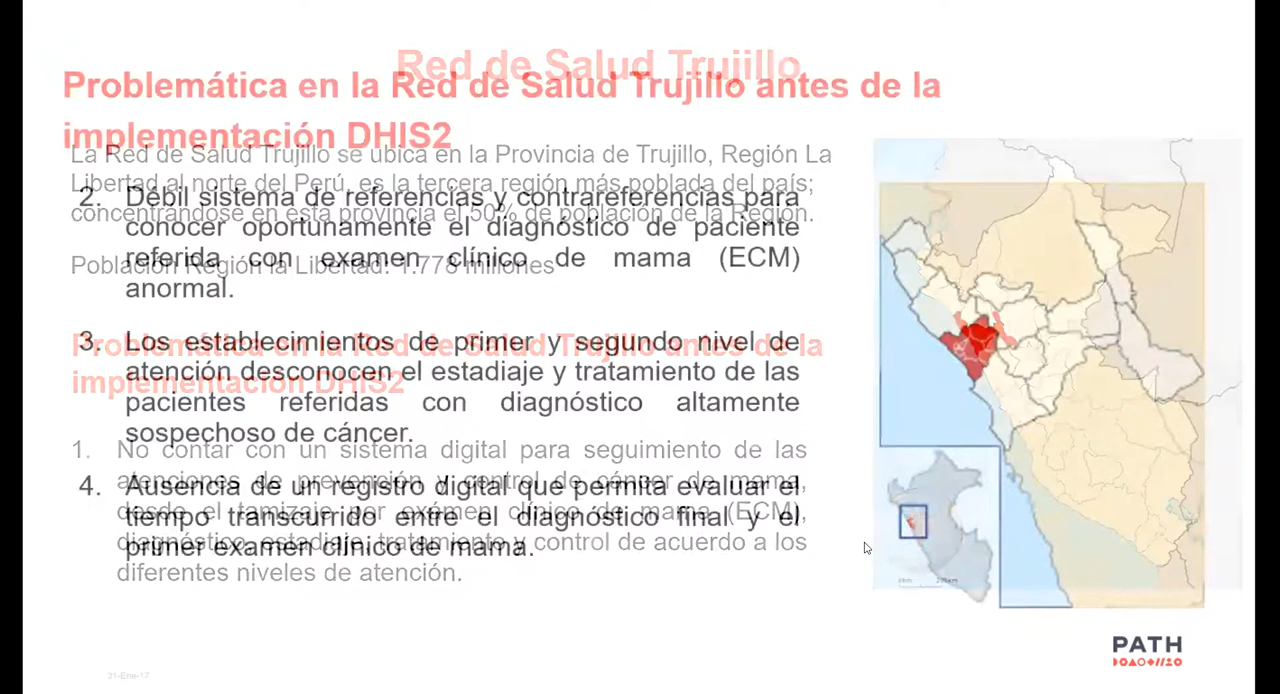 Red de Salud Trujillo
La Red de Salud Trujillo se ubica en la Provincia de Trujillo, Región La
Libertad al norte del Perú, es la tercera región más poblada del país;
concentrándose en esta provincia el 50% de población de la Región.
Población Región la Libertad: 1.778 millones
Problemática en la Red de Salud Trujillo antes de la
implementación DHIS2
1. No contar con un sistema digital para seguimiento de las
atenciones de prevención y control de cáncer de mama,
desde el tamizaje por exámen clínico de mama (ECM),
diagnóstico, estadiaje, tratamiento y control de acuerdo a los
diferentes niveles de atención.
Problemática en la Red de Salud Trujillo antes de la
implementación DHIS2
2. Débil sistema de referencias y contrareferencias para
conocer oportunamente el diagnóstico de paciente
referida con examen clínico de mama (ECM)
anormal.
3. Los establecimientos de primer y segundo nivel de
atención desconocen el estadiaje y tratamiento de las
pacientes referidas con diagnóstico altamente
sospechoso de cáncer.
4. Ausencia de un registro digital que permita evaluar el
tiempo transcurrido entre el diagnóstico final y el
primer examen clínico de mama.
31-Ene-17
PATH